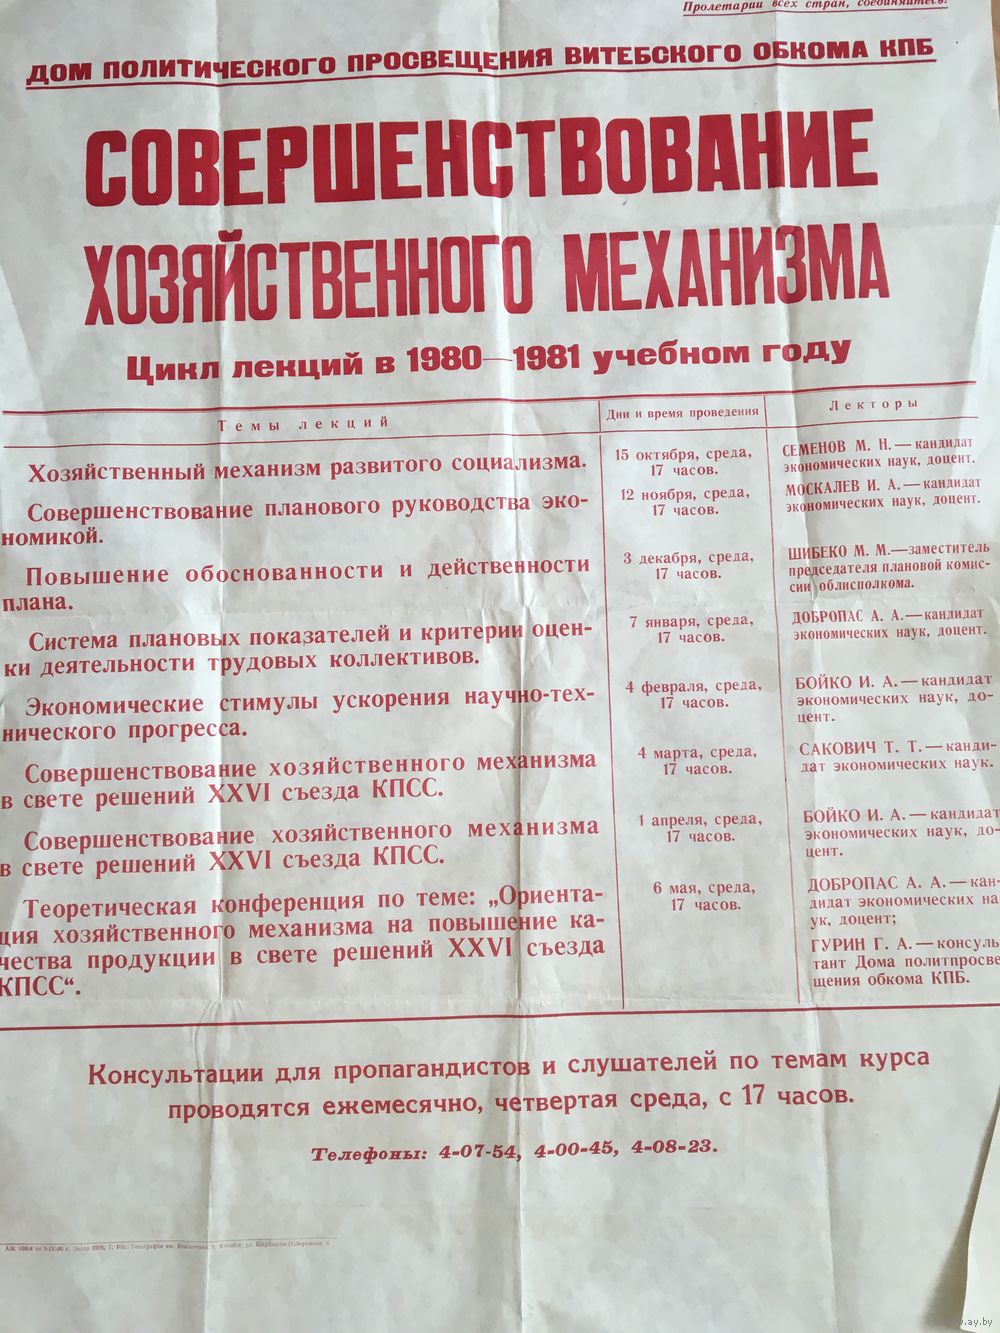 Пролетарии всех стран, соединяйтесь!
ДОМ ПОЛИТИЧЕСКОГО ПРОСВЕЩЕНИЯ ВИТЕБСКОГО ОБКОМА КПБ
СОВЕРШЕНСТВОВАНИЕ
ХОЗЯЙСТВЕННОГО МЕХАНИЗМА
Цикл лекций в 1980—1981 учебном году
Темы лекций
Дни и время проведения
Лекторы
Хозяйственный механизм развитого социализма.
15 октября, среда,
17 часов.
СЕМЕНОВ М. Н. — кандидат
экономических наук, доцент.
Совершенствование планового руководства эко-
номикой.
12 ноября, среда,
17 часов.
МОСКАЛЕВ И. А. — кандидат
экономических наук, доцент.
Повышение обоснованности и действенности
плана.
3 декабря, среда,
17 часов.
ШИБЕКО М. М.—заместитель
председателя плановой комис-
сии облисполкома.
Система плановых показателей и критерии оцен-
ки деятельности трудовых коллективов.
7 января, среда,
17 часов.
ДОБРОПАС А. А.—кандидат
экономических наук, доцент.
Экономические стимулы ускорения научно-тех-
нического прогресса.
4 февраля, среда,
17 часов.
БОЙКО И. А.—кандидат
экономических наук, до-
цент.
Совершенствование хозяйственного механизма
в свете решений XXVI съезда КПСС.
4 марта, среда,
17 часов.
САКОВИЧ Т. Т. — канди-
дат экономических наук.
Совершенствование хозяйственного механизма
в свете решений XXVI съезда КПСС.
1 апреля, среда,
17 часов.
БОЙКО И. А.—кандидат
экономических наук, до-
цент.
Теоретическая конференция по теме: „Ориента-
ция хозяйственного механизма на повышение ка-
чества продукции в свете решений XXVI съезда
КПСС“.
6 мая, среда,
17 часов.
ДОБРОПАС А. А. — кан-
дидат экономических на
ук, доцент;
ГУРИН Г. А. — консуль
тант Дома политпросве
щения обкома КПБ.
Консультации для пропагандистов и слушателей по темам курса
проводятся ежемесячно, четвертая среда, с 17 часов.
Телефоны: 4-07-54, 4-00-45, 4-08-23.